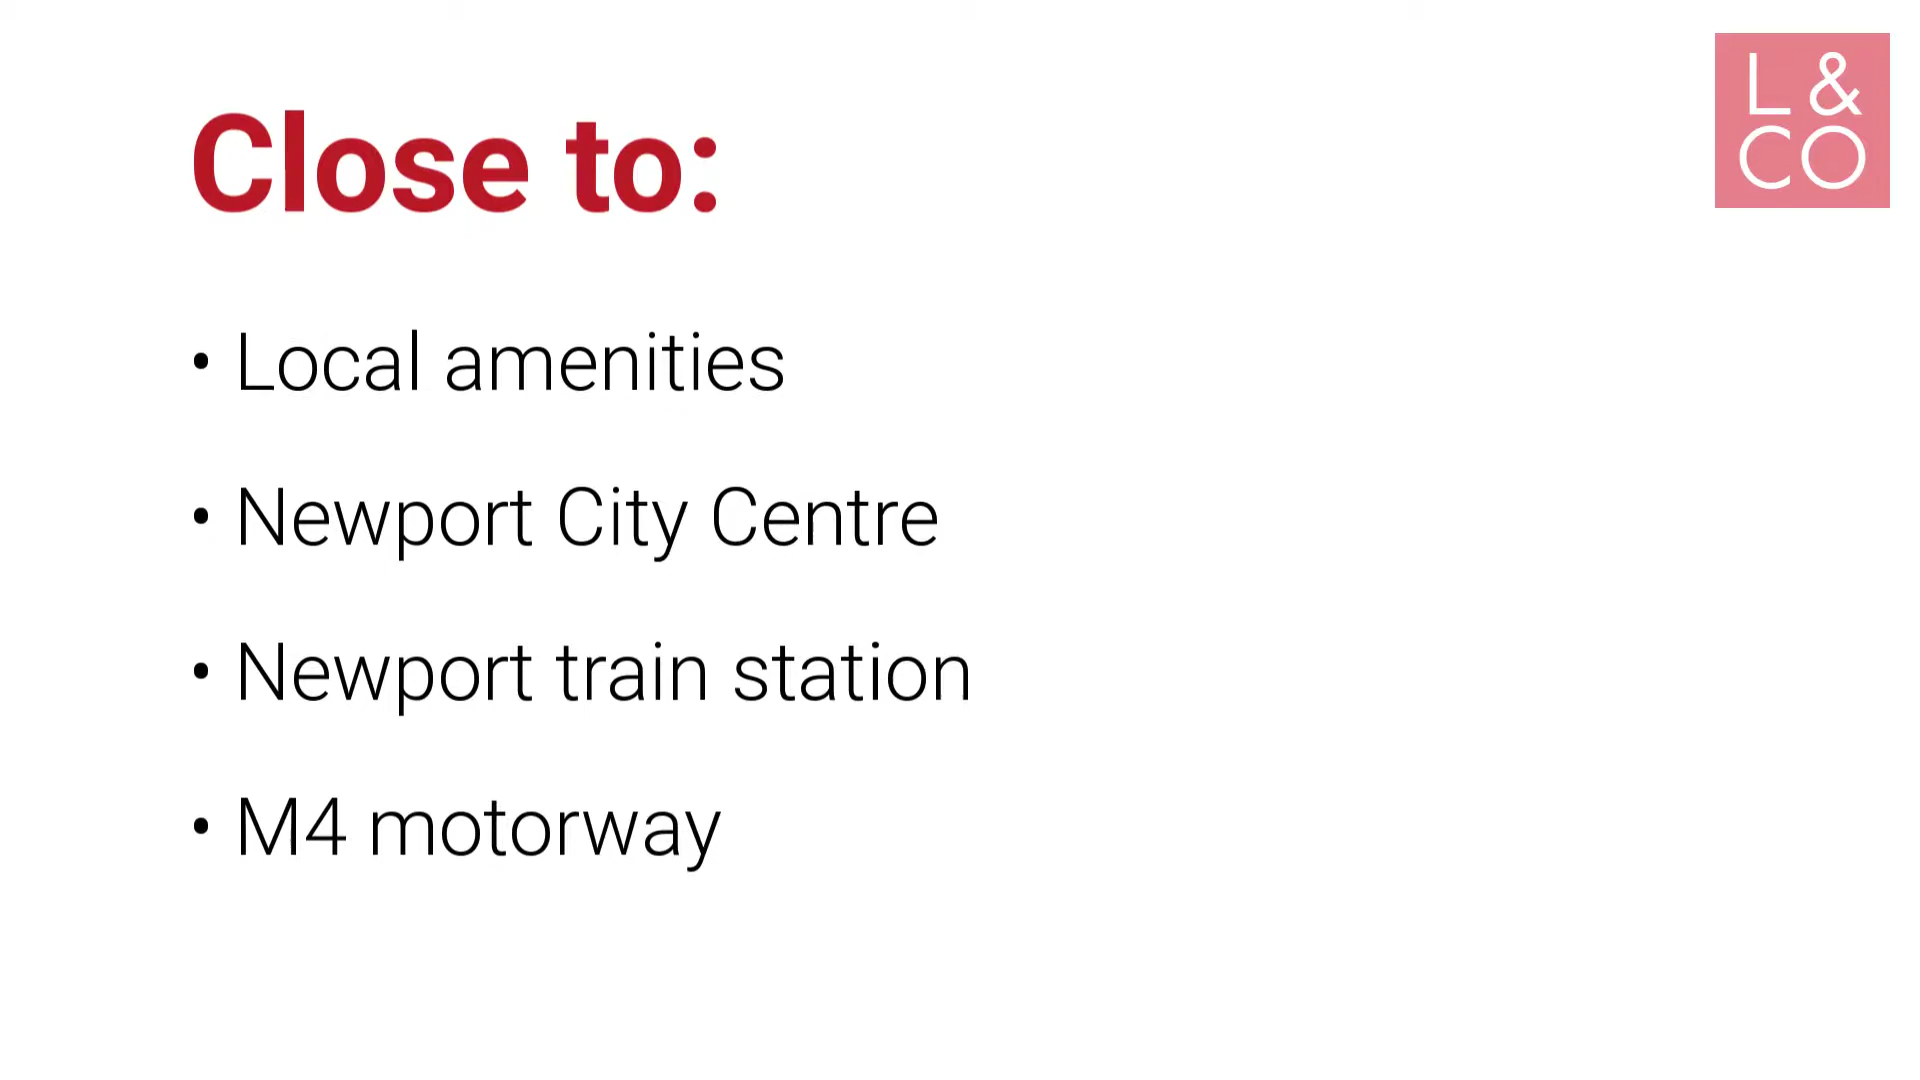 L &
CO
Close to:
• Local amenities
• Newport City Centre
• Newport train station
• M4 motorway